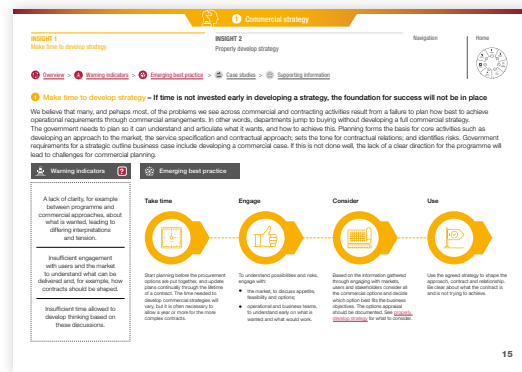 1 Commercial strategy
INSIGHT 1
Make time to develop strategy
INSIGHT 2
Properly develop strategy
Navigation
Home
Overview > Warning indicators > Emerging best practice > Case studies > Supporting information
Make time to develop strategy – If time is not invested early in developing a strategy, the foundation for success will not be in place
We believe that many, and perhaps most, of the problems we see across commercial and contracting activities result from a failure to plan how best to achieve
operational requirements through commercial arrangements. In other words, departments jump to buying without developing a full commercial strategy.
The government needs to plan so it can understand and articulate what it wants, and how to achieve this. Planning forms the basis for core activities such as
developing an approach to the market, the service specification and contractual approach; sets the tone for contractual relations; and identifies risks. Government
requirements for a strategic outline business case include developing a commercial case. If this is not done well, the lack of a clear direction for the programme will
lead to challenges for commercial planning.
Warning indicators ?
A lack of clarity, for example
between programme and
commercial approaches, about
what is wanted, leading to
differing interpretations
and tension.
Insufficient engagement
with users and the market
to understand what can be
delivered and, for example, how
contracts should be shaped.
Insufficient time allowed to
develop thinking based on
these discussions.
Emerging best practice
Take time
Start planning before the procurement
options are put together, and update
plans continually through the lifetime
of a contract. The time needed to
develop commercial strategies will
vary, but it is often necessary to
allow a year or more for the more
complex contracts.
Engage
To understand possibilities and risks,
engage with:
• the market, to discuss appetites,
feasibility and options;
• operational and business teams,
to understand early on what is
wanted and what would work.
Consider
Based on the information gathered
through engaging with markets,
users and stakeholders consider all
the commercial options and decide
which option best fits the business
objectives. The options appraisal
should be documented. See properly
develop strategy for what to consider.
Use
Use the agreed strategy to shape the
approach, contract and relationship.
Be clear about what the contract is
and is not trying to achieve.
15